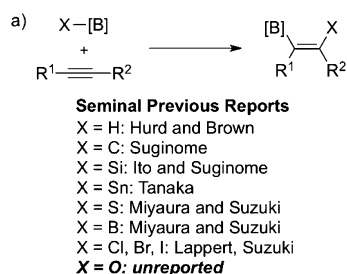 a)
X–[B]
+
R¹ R²
[B] X
R¹ R²
Seminal Previous Reports
X = H: Hurd and Brown
X = C: Suginome
X = Si: Ito and Suginome
X = Sn: Tanaka
X = S: Miyaura and Suzuki
X = B: Miyaura and Suzuki
X = Cl, Br, I: Lappert, Suzuki
X = O: unreported